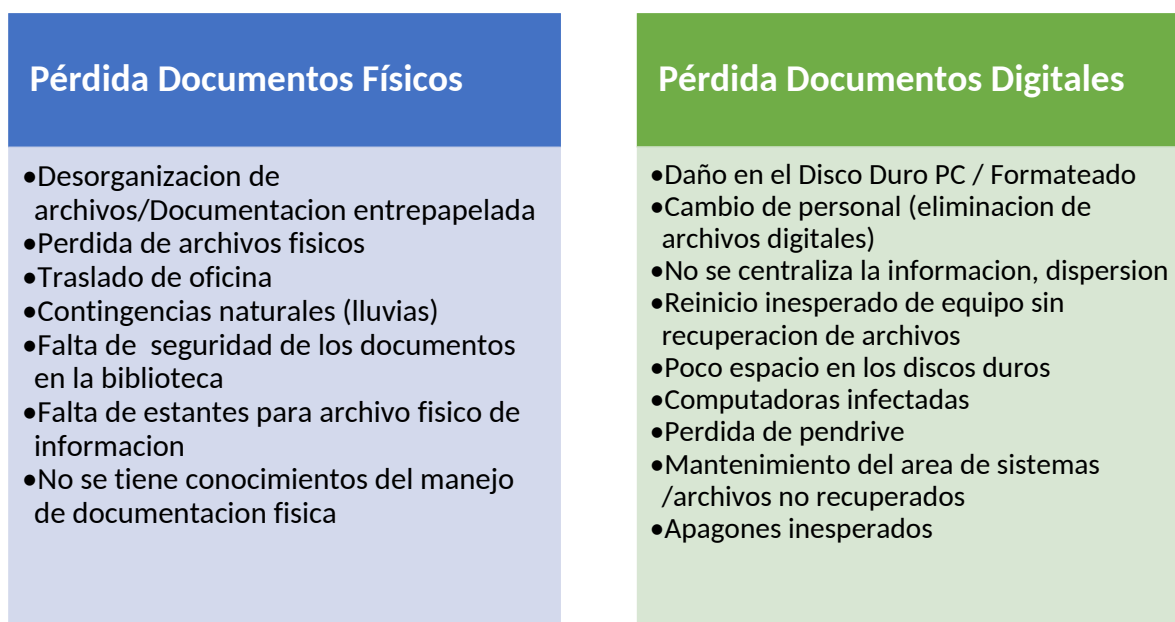 Pérdida Documentos Físicos
•Desorganizacion de
archivos/Documentacion entrepapelada
•Perdida de archivos fisicos
•Traslado de oficina
•Contingencias naturales (lluvias)
•Falta de  seguridad de los documentos
en la biblioteca
•Falta de estantes para archivo fisico de
informacion
•No se tiene conocimientos del manejo
de documentacion fisica
Pérdida Documentos Digitales
•Daño en el Disco Duro PC / Formateado
•Cambio de personal (eliminacion de
archivos digitales)
•No se centraliza la informacion, dispersion
•Reinicio inesperado de equipo sin
recuperacion de archivos
•Poco espacio en los discos duros
•Computadoras infectadas
•Perdida de pendrive
•Mantenimiento del area de sistemas
/archivos no recuperados
•Apagones inesperados